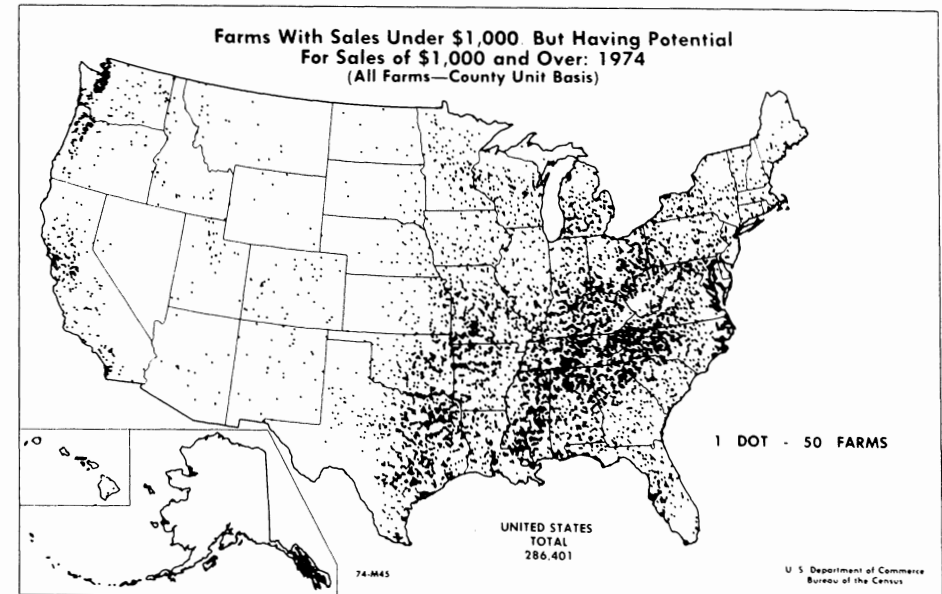 Farms With Sales Under $1,000 But Having Potential
For Sales of $1,000 and Over: 1974
(All Farms—County Unit Basis)
1 DOT - 50 FARMS
UNITED STATES
TOTAL
286,401
74-M45
U S Department of Commerce
Bureau of the Census